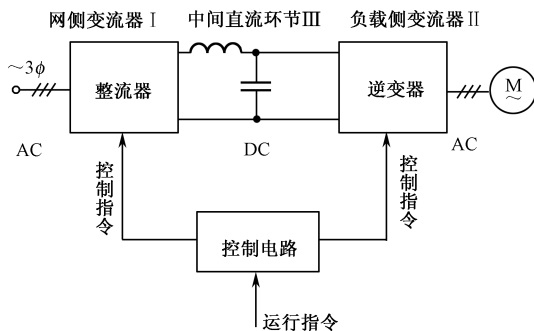 网侧变流器Ⅰ
中间直流环节Ⅲ
负载侧变流器Ⅱ
～3ϕ
整流器
逆变器
M
～
AC
DC
AC
控制指令
控制指令
控制电路
运行指令